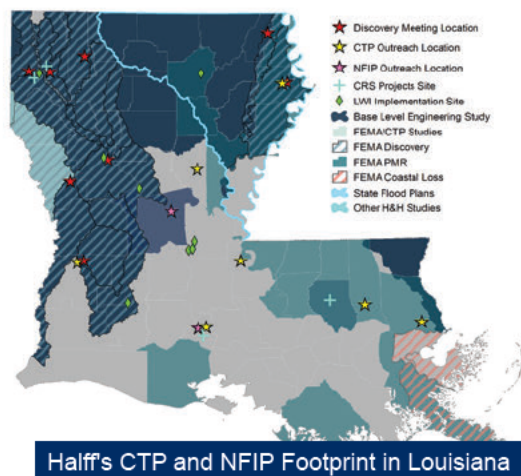 Discovery Meeting Location
CTP Outreach Location
NFIP Outreach Location
CRS Projects Site
LWI Implementation Site
Base Level Engineering Study
FEMA/CTP Studies
FEMA Discovery
FEMA PMR
FEMA Coastal Loss
State Flood Plans
Other H&H Studies
Halff's CTP and NFIP Footprint in Louisiana